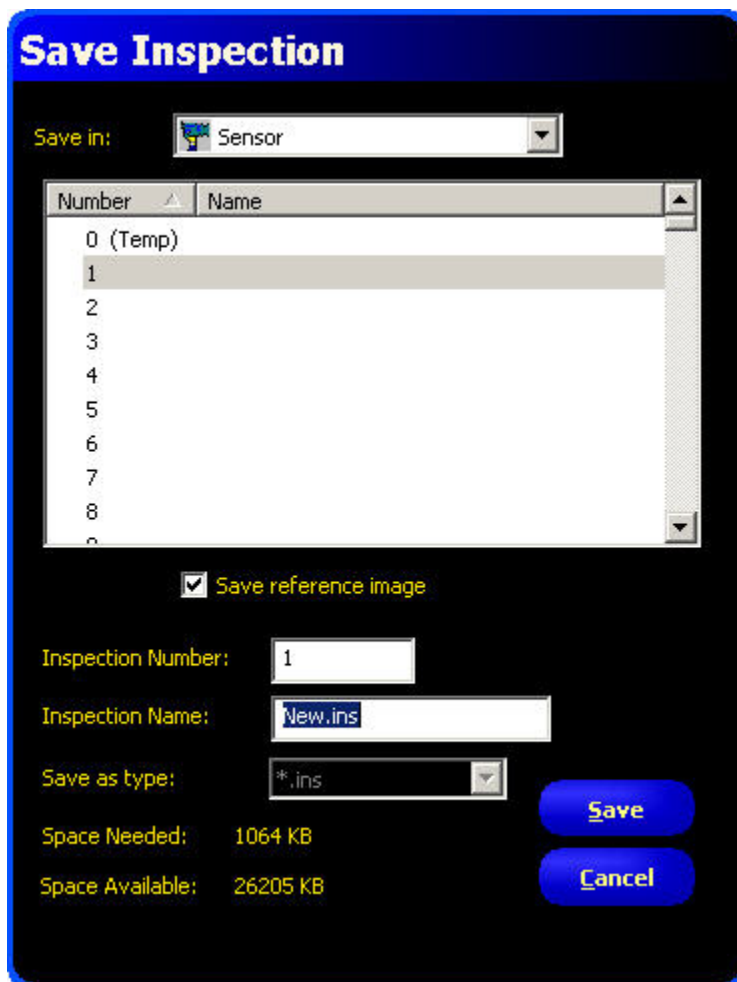 Save Inspection
Save in: Sensor
Number Name
0 (Temp)
1
2
3
4
5
6
7
8
Save reference image
Inspection Number: 1
Inspection Name: New.ins
Save as type: *.ins
Save
Space Needed: 1064 KB
Cancel
Space Available: 26205 KB